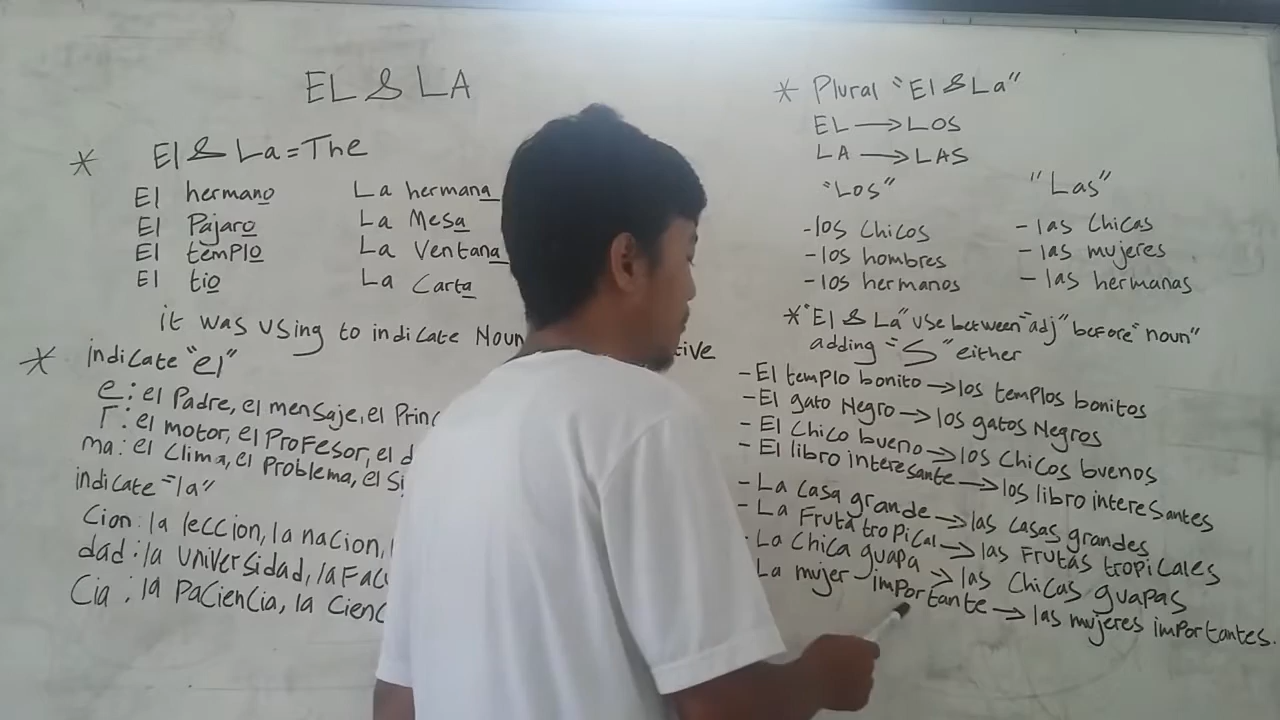 EL & LA
* El & La = The
El hermano La hermana
El Pajaro La Mesa
El templo La Ventana
El tio La Carta
it was using to indicate Noun
* indicate "el"
e : el Padre, el mensaje, el
r : el motor, el Profesor, el
ma : el Clima, el Problema, el
indicate "la"
Cion : la leccion, la nacion,
dad : la Universidad,
Cia : la Paciencia, la
* Plural "El & La"
EL → LOS
LA → LAS
"Los" "Las"
- los Chicos - las Chicas
- los hombres - las mujeres
- los hermanos - las hermanas
* "El & La" use between "adj" before "noun"
adding "S" either
- El templo bonito → los templos bonitos
- El gato Negro → los gatos Negros
- El Chico bueno → los Chicos buenos
- El libro interesante → los libro interesantes
- La casa grande → las casas grandes
- La Fruta tropical → las Frutas tropicales
- La Chica guapa → las Chicas guapas
La mujer importante → las mujeres importantes.